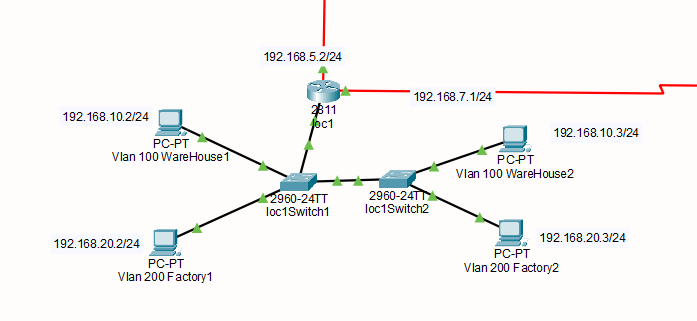 192.168.5.2/24
2811
loc1
192.168.7.1/24
192.168.10.2/24
PC-PT
Vlan 100 WareHouse1
192.168.10.3/24
PC-PT
Vlan 100 WareHouse2
2960-24TT
loc1Switch1
2960-24TT
loc1Switch2
192.168.20.2/24
PC-PT
Vlan 200 Factory1
192.168.20.3/24
PC-PT
Vlan 200 Factory2